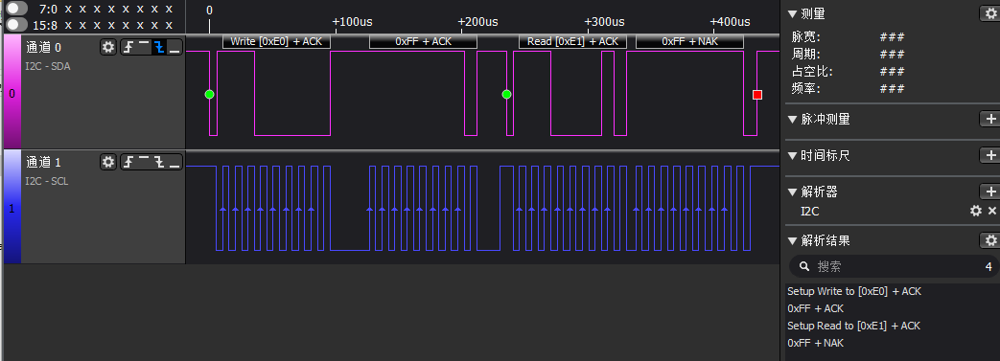 7:0 X X X X X X X X
15:8 X X X X X X X X
0
+100us
+200us
+300us
+400us
通道 0
I2C - SDA
0
Write [0xE0] + ACK
0xFF + ACK
Read [0xE1] + ACK
0xFF + NAK
通道 1
I2C - SCL
1
测量
脉宽: ###
周期: ###
占空比: ###
频率: ###
脉冲测量
时间标尺
解析器
I2C
解析结果
搜索 4
Setup Write to [0xE0] + ACK
0xFF + ACK
Setup Read to [0xE1] + ACK
0xFF + NAK